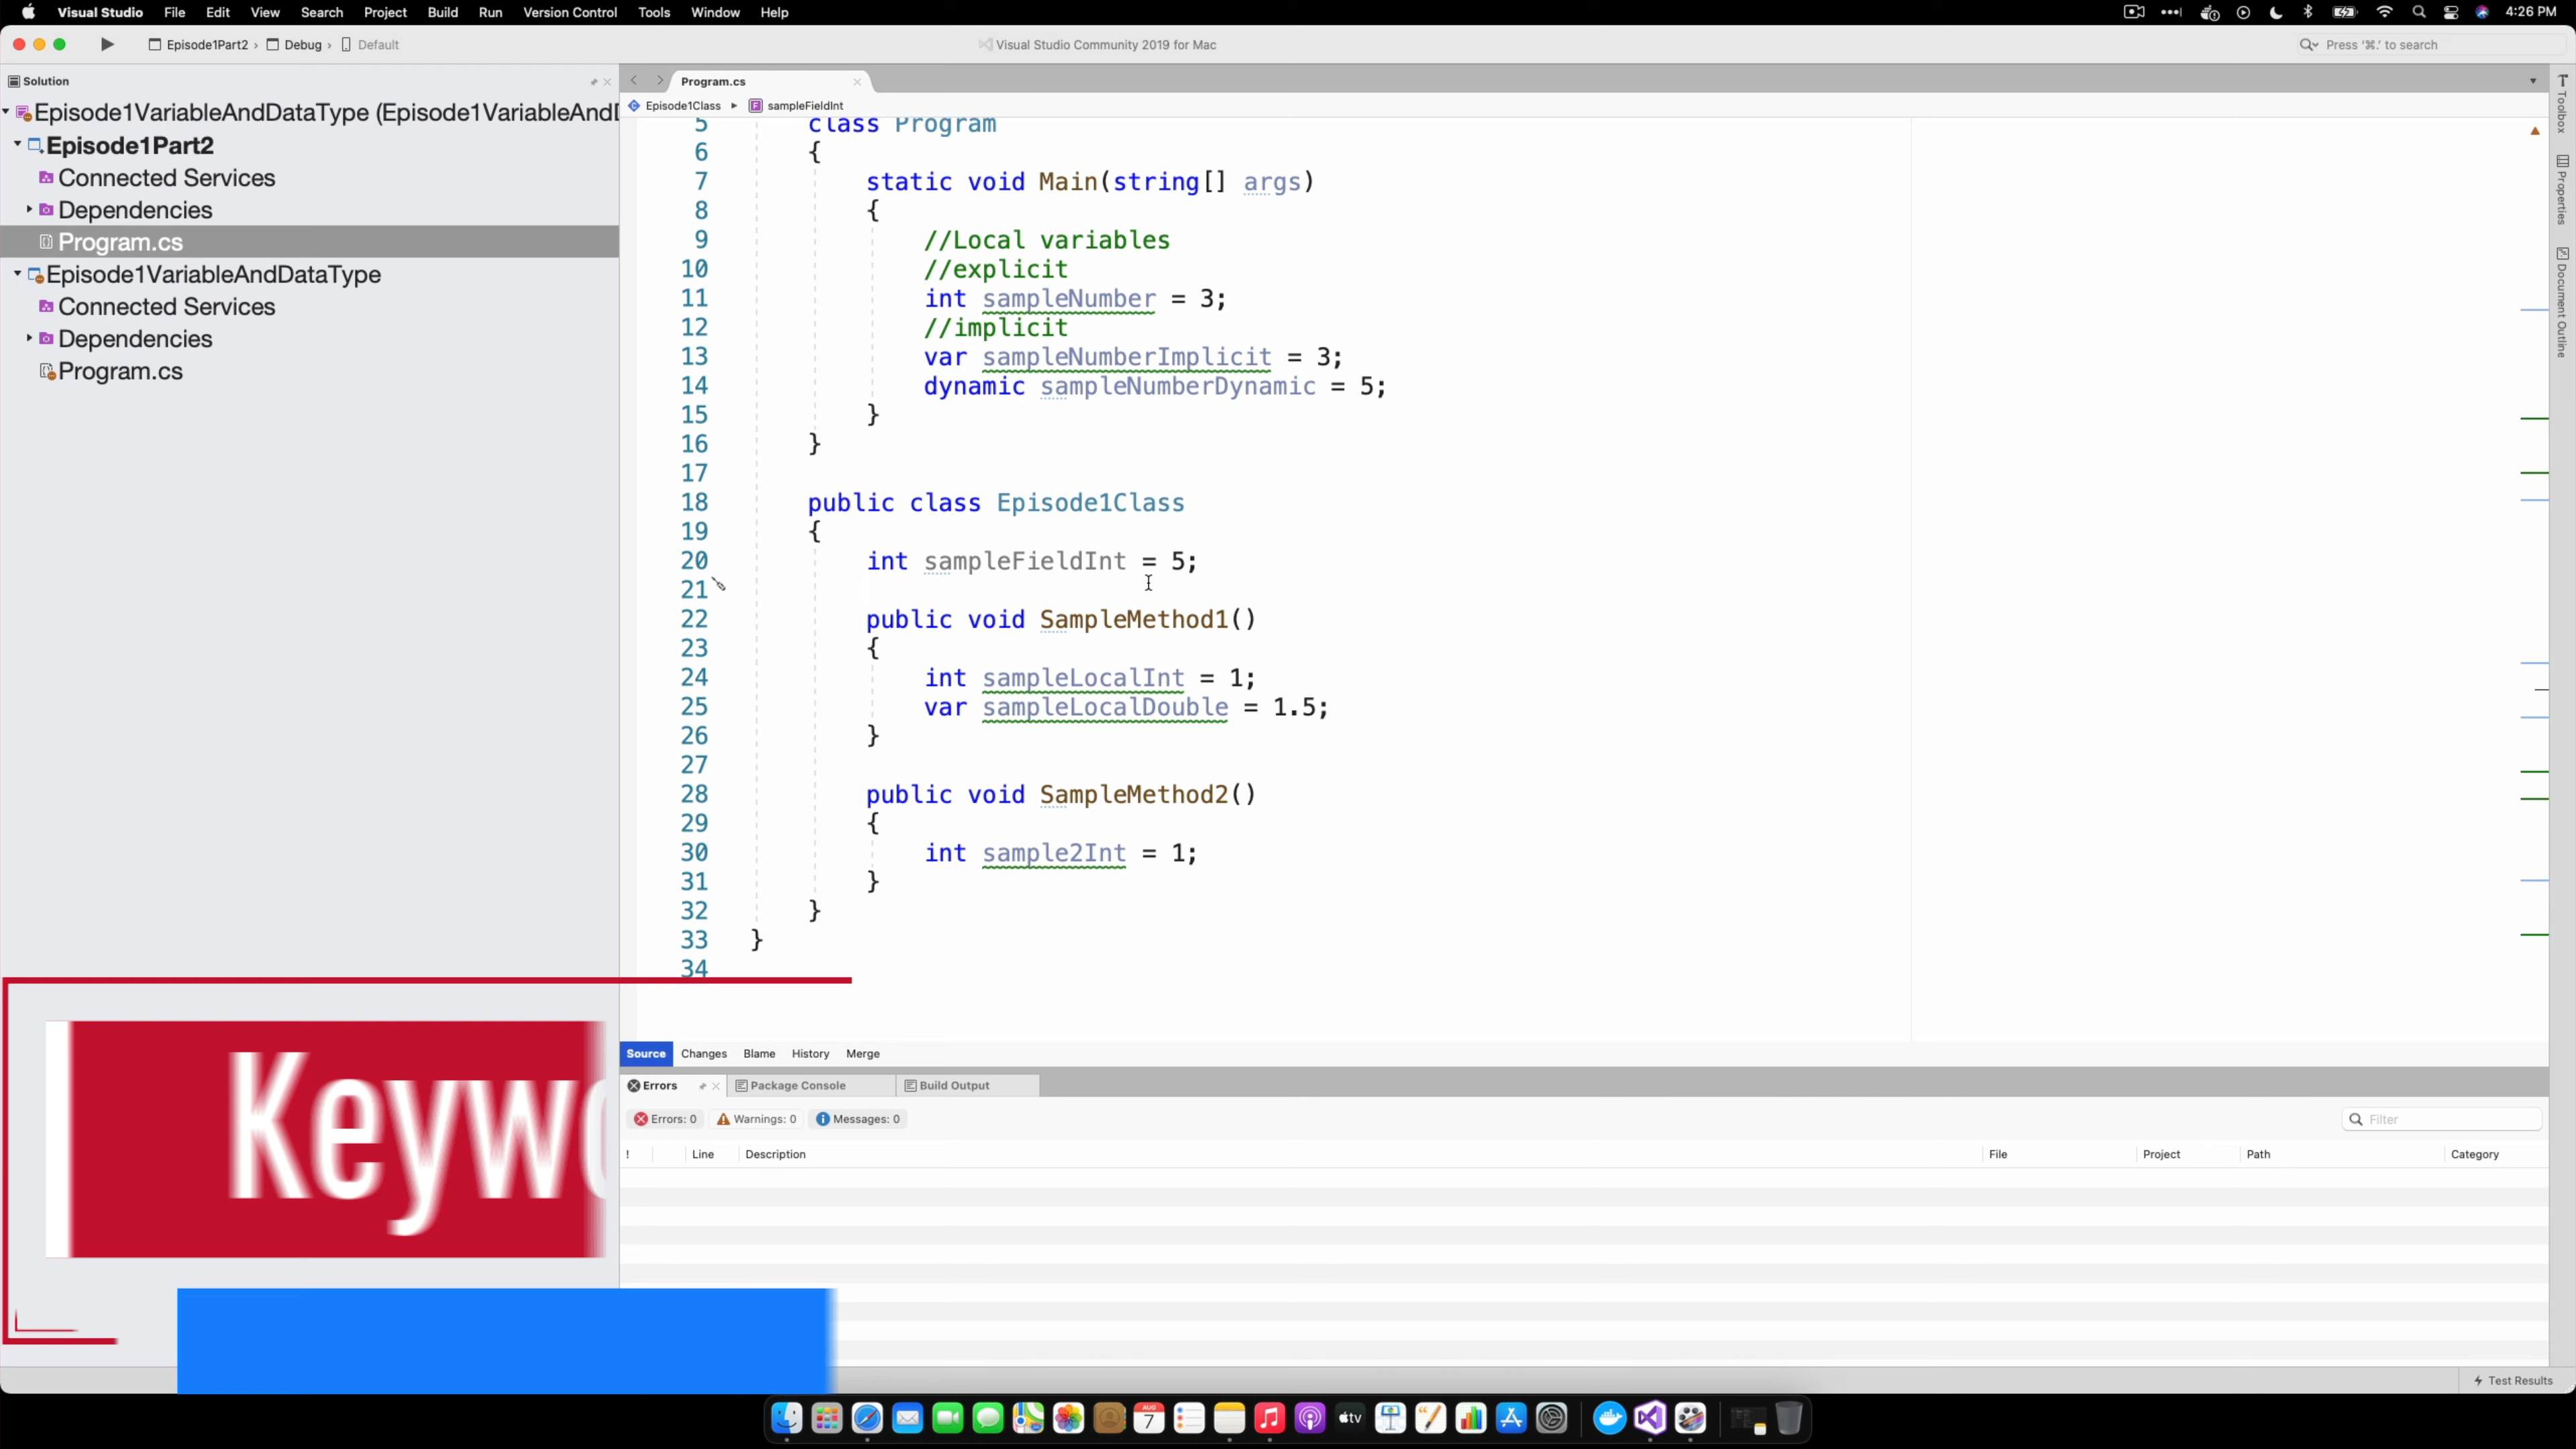 Visual Studio File Edit View Search Project Build Run Version Control Tools Window Help 4:26 PM
Episode1Part2 › Debug › Default
Visual Studio Community 2019 for Mac
Press '⌘.' to search
Solution
Program.cs
Episode1VariableAndDataType (Episode1VariableAnd
Episode1Class ▸ sampleFieldInt
Episode1Part2
Connected Services
Dependencies
Program.cs
Episode1VariableAndDataType
Connected Services
Dependencies
Program.cs
5 class Program
6 {
7 static void Main(string[] args)
8 {
9 //Local variables
10 //explicit
11 int sampleNumber = 3;
12 //implicit
13 var sampleNumberImplicit = 3;
14 dynamic sampleNumberDynamic = 5;
15 }
16 }
17
18 public class Episode1Class
19 {
20 int sampleFieldInt = 5;
21
22 public void SampleMethod1()
23 {
24 int sampleLocalInt = 1;
25 var sampleLocalDouble = 1.5;
26 }
27
28 public void SampleMethod2()
29 {
30 int sample2Int = 1;
31 }
32 }
33 }
34
Toolbox
Properties
Document Outline
Source Changes Blame History Merge
Errors Package Console Build Output
Errors: 0 Warnings: 0 Messages: 0 Filter
! Line Description File Project Path Category
Test Results
AUG
7
tv